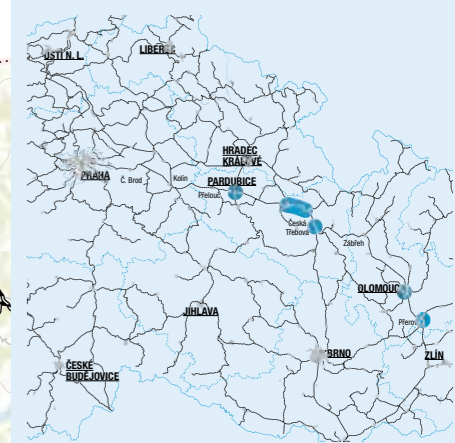 ÚSTÍ N. L.
LIBEREC
HRADEC
KRÁLOVÉ
PRAHA
Č. Brod
Kolín
PARDUBICE
Přelouč
Česká
Třebová
Zábřeh
OLOMOUC
Přerov
JIHLAVA
BRNO
ZLÍN
ČESKÉ
BUDĚJOVICE